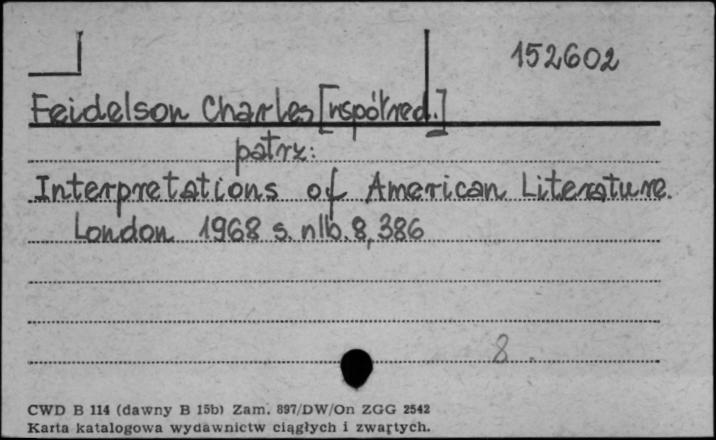 152602
Feidelson Charles [współred.]
patrz:
Interpretations of American Literature.
London 1968 s. nlb. 8, 386
8.
CWD B 114 (dawny B 15b) Zam. 897/DW/On ZGG 2542
Karta katalogowa wydawnictw ciągłych i zwartych.